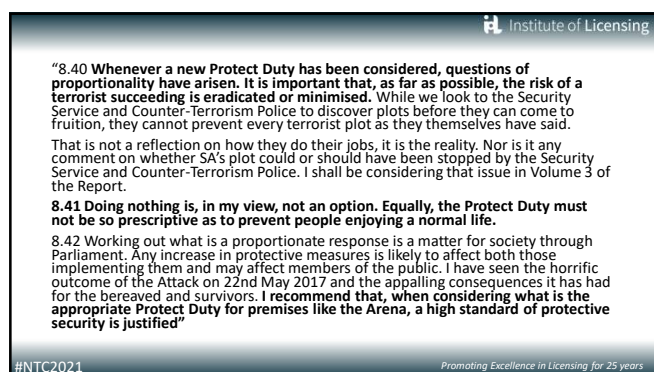 Institute of Licensing
“8.40 Whenever a new Protect Duty has been considered, questions of
proportionality have arisen. It is important that, as far as possible, the risk of a
terrorist succeeding is eradicated or minimised. While we look to the Security
Service and Counter-Terrorism Police to discover plots before they can come to
fruition, they cannot prevent every terrorist plot as they themselves have said.
That is not a reflection on how they do their jobs, it is the reality. Nor is it any
comment on whether SA’s plot could or should have been stopped by the Security
Service and Counter-Terrorism Police. I shall be considering that issue in Volume 3 of
the Report.
8.41 Doing nothing is, in my view, not an option. Equally, the Protect Duty must
not be so prescriptive as to prevent people enjoying a normal life.
8.42 Working out what is a proportionate response is a matter for society through
Parliament. Any increase in protective measures is likely to affect both those
implementing them and may affect members of the public. I have seen the horrific
outcome of the Attack on 22nd May 2017 and the appalling consequences it has had
for the bereaved and survivors. I recommend that, when considering what is the
appropriate Protect Duty for premises like the Arena, a high standard of protective
security is justified”
#NTC2021
Promoting Excellence in Licensing for 25 years